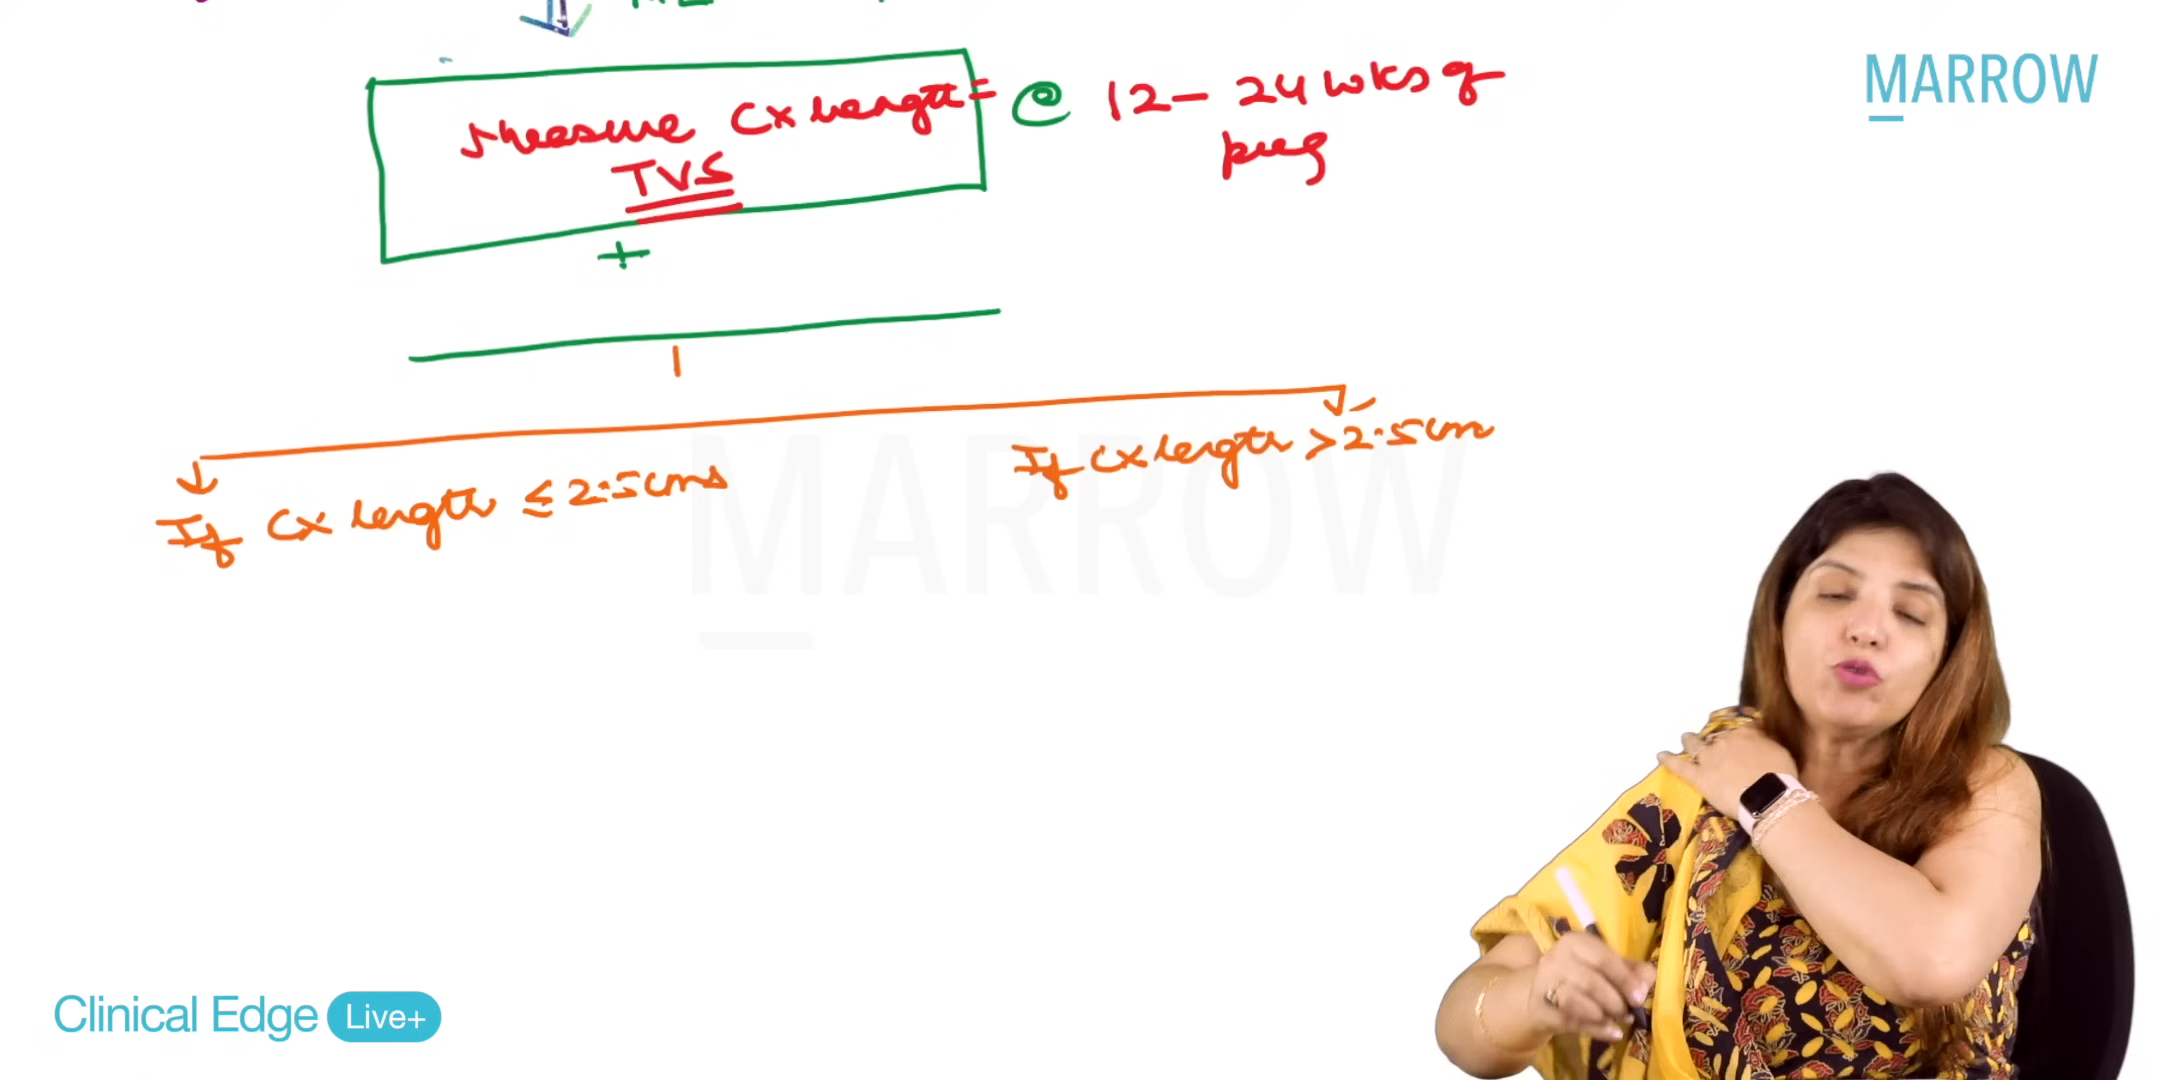 MARROW
Measure Cx length = @ 12 - 24 wks of
preg
TVS
+
If Cx length > 2.5cm
If Cx length ≤ 2.5cms
MARROW
Clinical Edge Live+